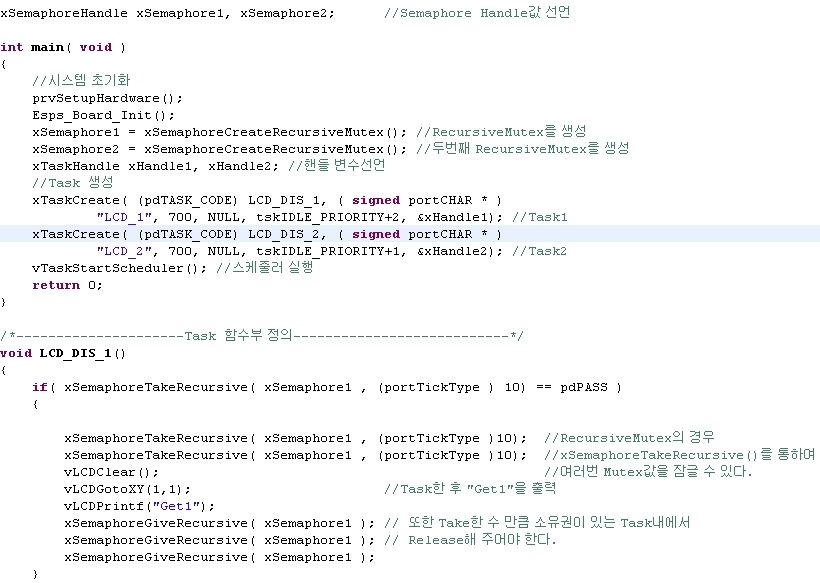 xSemaphoreHandle xSemaphore1, xSemaphore2;      //Semaphore Handle값 선언
int main( void )
{
    //시스템 초기화
    prvSetupHardware();
    Esps_Board_Init();
    xSemaphore1 = xSemaphoreCreateRecursiveMutex(); //RecursiveMutex를 생성
    xSemaphore2 = xSemaphoreCreateRecursiveMutex(); //두번째 RecursiveMutex를 생성
    xTaskHandle xHandle1, xHandle2; //핸들 변수선언
    //Task 생성
    xTaskCreate( (pdTASK_CODE) LCD_DIS_1, ( signed portCHAR * )
            "LCD_1", 700, NULL, tskIDLE_PRIORITY+2, &xHandle1); //Task1
    xTaskCreate( (pdTASK_CODE) LCD_DIS_2, ( signed portCHAR * )
            "LCD_2", 700, NULL, tskIDLE_PRIORITY+1, &xHandle2); //Task2
    vTaskStartScheduler(); //스케줄러 실행
    return 0;
}
/*---------------------Task 함수부 정의---------------------------*/
void LCD_DIS_1()
{
    if( xSemaphoreTakeRecursive( xSemaphore1 , (portTickType ) 10) == pdPASS )
    {
        xSemaphoreTakeRecursive( xSemaphore1 , (portTickType )10);  //RecursiveMutex의 경우
        xSemaphoreTakeRecursive( xSemaphore1 , (portTickType )10);  //xSemaphoreTakeRecursive()를 통하여
        vLCDClear();                                                //여러번 Mutex값을 잠글 수 있다.
        vLCDGotoXY(1,1);                        //Task한 후 "Get1"을 출력
        vLCDPrintf("Get1");
        xSemaphoreGiveRecursive( xSemaphore1 ); // 또한 Take한 수 만큼 소유권이 있는 Task내에서
        xSemaphoreGiveRecursive( xSemaphore1 ); // Release해 주어야 한다.
        xSemaphoreGiveRecursive( xSemaphore1 );
    }